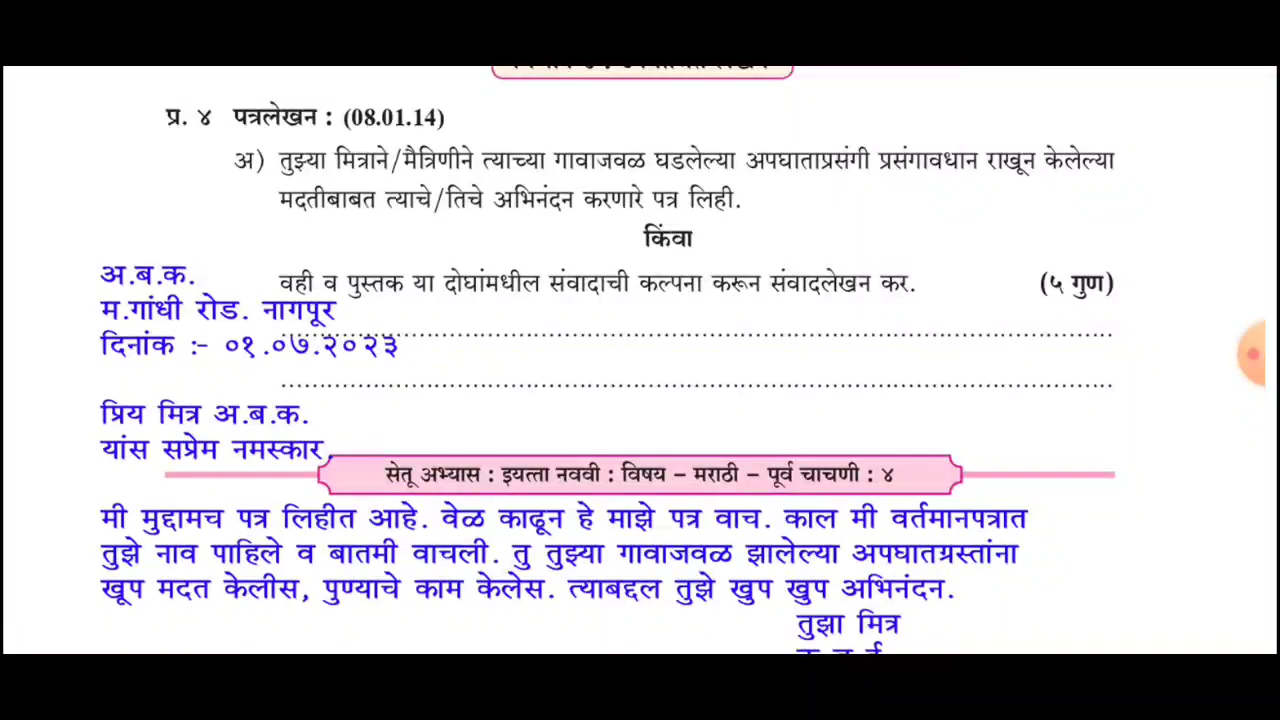 प्र. ४ पत्रलेखन : (08.01.14)
अ) तुझ्या मित्राने/मैत्रिणीने त्याच्या गावाजवळ घडलेल्या अपघाताप्रसंगी प्रसंगावधान राखून केलेल्या
मदतीबाबत त्याचे/तिचे अभिनंदन करणारे पत्र लिही.
किंवा
अ.ब.क.
वही व पुस्तक या दोघांमधील संवादाची कल्पना करून संवादलेखन कर. (५ गुण)
म.गांधी रोड. नागपूर
दिनांक :- ०१.०७.२०२३
प्रिय मित्र अ.ब.क.
यांस सप्रेम नमस्कार,
सेतू अभ्यास : इयत्ता नववी : विषय – मराठी – पूर्व चाचणी : ४
मी मुद्दामच पत्र लिहीत आहे. वेळ काढून हे माझे पत्र वाच. काल मी वर्तमानपत्रात
तुझे नाव पाहिले व बातमी वाचली. तु तुझ्या गावाजवळ झालेल्या अपघातग्रस्तांना
खूप मदत केलीस, पुण्याचे काम केलेस. त्याबद्दल तुझे खुप खुप अभिनंदन.
तुझा मित्र